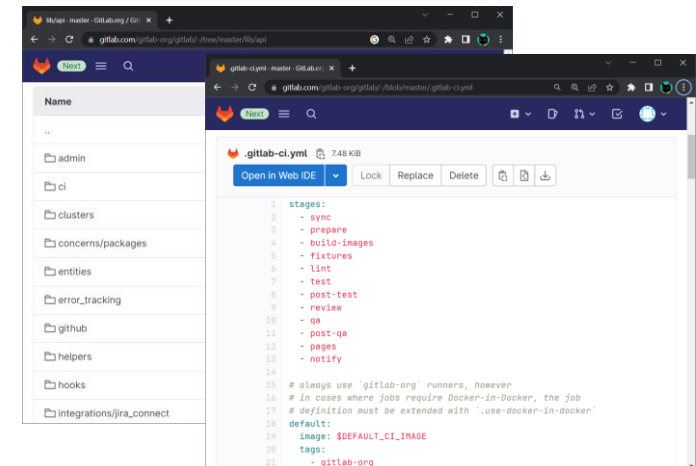 lib/api · master · GitLab.org / Git
gitlab.com/gitlab-org/gitlab/-/tree/master/lib/api
Next
Name
..
admin
ci
clusters
concerns/packages
entities
error_tracking
github
helpers
hooks
integrations/jira_connect
.gitlab-ci.yml · master · GitLab.or
gitlab.com/gitlab-org/gitlab/-/blob/master/.gitlab-ci.yml
Next
.gitlab-ci.yml 7.48 KiB
Open in Web IDE Lock Replace Delete
1 stages:
2 - sync
3 - prepare
4 - build-images
5 - fixtures
6 - lint
7 - test
8 - post-test
9 - review
10 - qa
11 - post-qa
12 - pages
13 - notify
14
15 # always use `gitlab-org` runners, however
16 # in cases where jobs require Docker-in-Docker, the job
17 # definition must be extended with `.use-docker-in-docker`
18 default:
19 image: $DEFAULT_CI_IMAGE
20 tags:
21 - gitlab-org